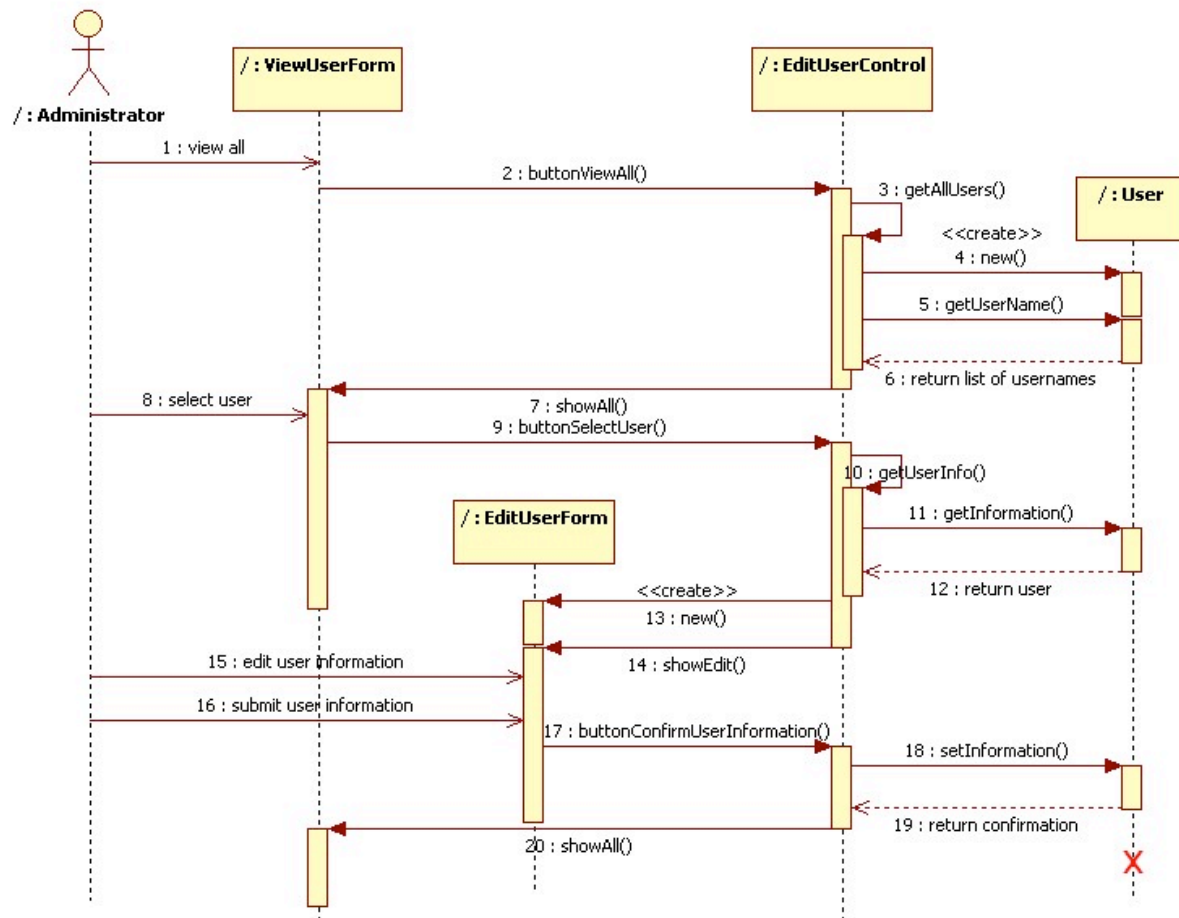 / : ViewUserForm
/ : EditUserControl
/ : Administrator
1 : view all
2 : buttonViewAll()
3 : getAllUsers()
/ : User
<<create>>
4 : new()
5 : getUserName()
6 : return list of usernames
8 : select user
7 : showAll()
9 : buttonSelectUser()
10 : getUserInfo()
/ : EditUserForm
11 : getInformation()
<<create>>
12 : return user
13 : new()
15 : edit user information
14 : showEdit()
16 : submit user information
17 : buttonConfirmUserInformation()
18 : setInformation()
19 : return confirmation
20 : showAll()
X